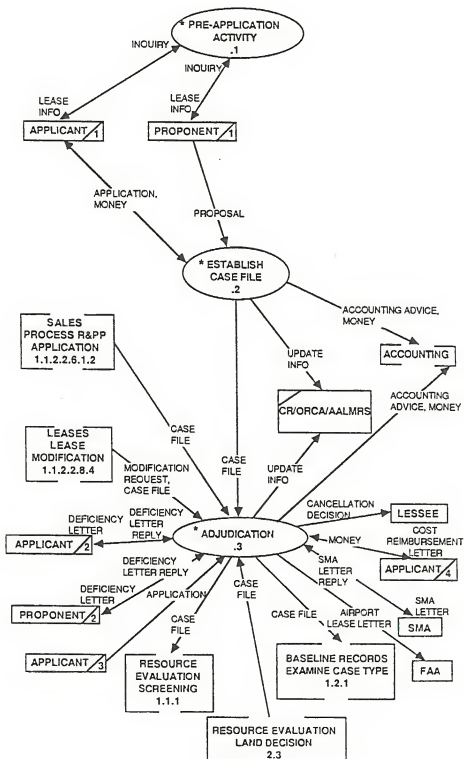 * PRE-APPLICATION
ACTIVITY
.1
INQUIRY
INQUIRY
LEASE
INFO
LEASE
INFO
APPLICANT 1
PROPONENT 1
APPLICATION,
MONEY
PROPOSAL
* ESTABLISH
CASE FILE
.2
ACCOUNTING ADVICE,
MONEY
SALES
PROCESS R&PP
APPLICATION
1.1.2.2.6.1.2
UPDATE
INFO
ACCOUNTING
ACCOUNTING
ADVICE, MONEY
CR/ORCA/AALMRS
CASE
FILE
LEASES
LEASE
MODIFICATION
1.1.2.2.8.4
CASE
FILE
UPDATE
INFO
MODIFICATION
REQUEST,
CASE FILE
CANCELLATION
DECISION
LESSEE
DEFICIENCY
LETTER
DEFICIENCY
LETTER
REPLY
* ADJUDICATION
.3
MONEY
COST
REIMBURSEMENT
LETTER
APPLICANT 2
APPLICANT 4
DEFICIENCY
LETTER REPLY
SMA
LETTER
REPLY
DEFICIENCY
LETTER
APPLICATION
CASE
FILE
SMA
LETTER
PROPONENT 2
CASE
FILE
CASE FILE
AIRPORT
LEASE LETTER
SMA
APPLICANT 3
RESOURCE
EVALUATION
SCREENING
1.1.1
BASELINE RECORDS
EXAMINE CASE TYPE
1.2.1
FAA
RESOURCE EVALUATION
LAND DECISION
2.3